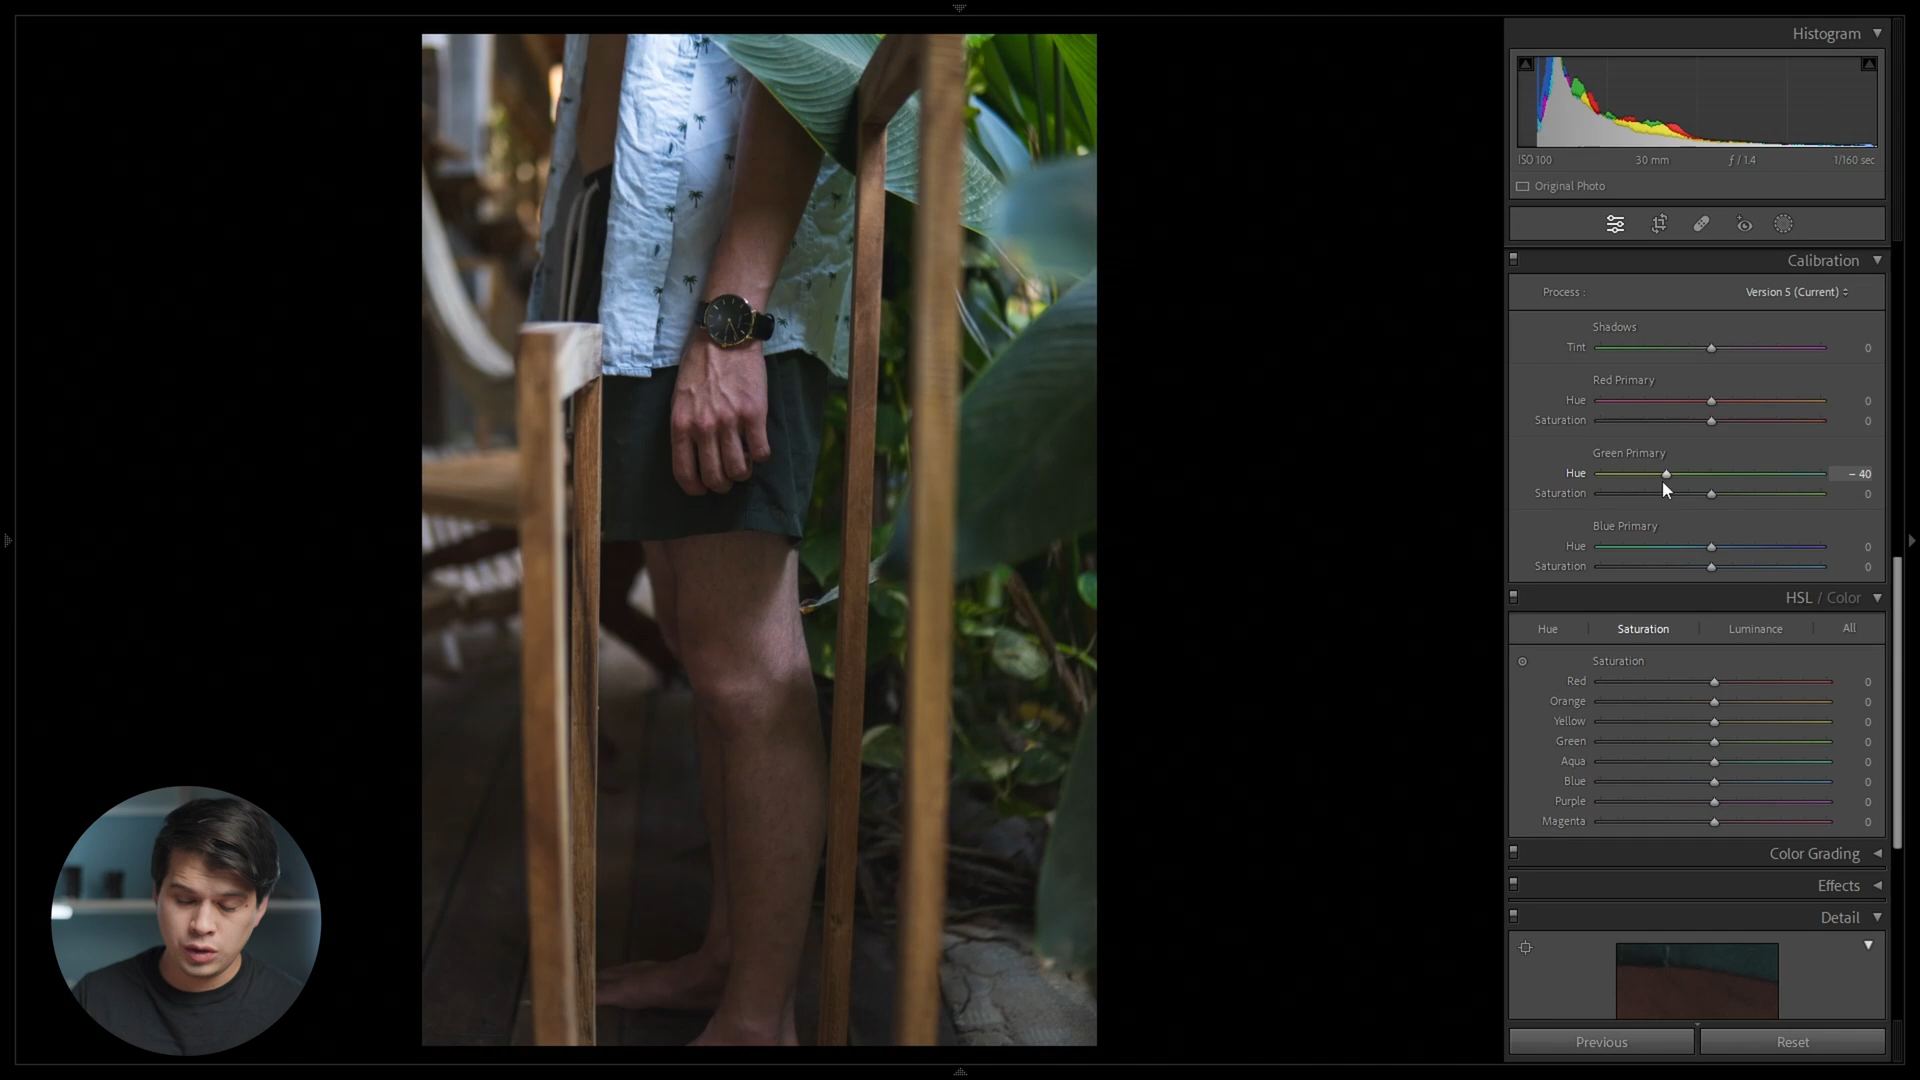 Histogram
ISO 100 30 mm ƒ / 1.4 1/160 sec
Original Photo
Calibration
Process : Version 5 (Current)
Shadows
Tint 0
Red Primary
Hue 0
Saturation 0
Green Primary
Hue – 40
Saturation 0
Blue Primary
Hue 0
Saturation 0
HSL / Color
Hue Saturation Luminance All
Saturation
Red 0
Orange 0
Yellow 0
Green 0
Aqua 0
Blue 0
Purple 0
Magenta 0
Color Grading
Effects
Detail
Previous Reset